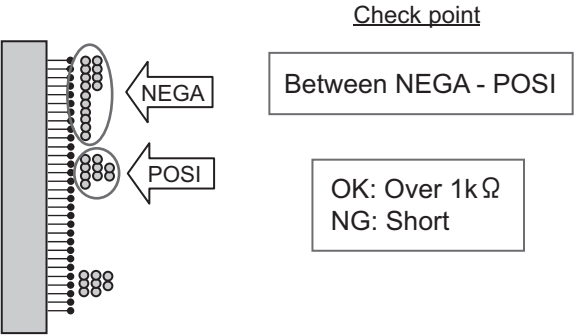 Check point
NEGA
Between NEGA - POSI
POSI
OK: Over 1kΩ
NG: Short